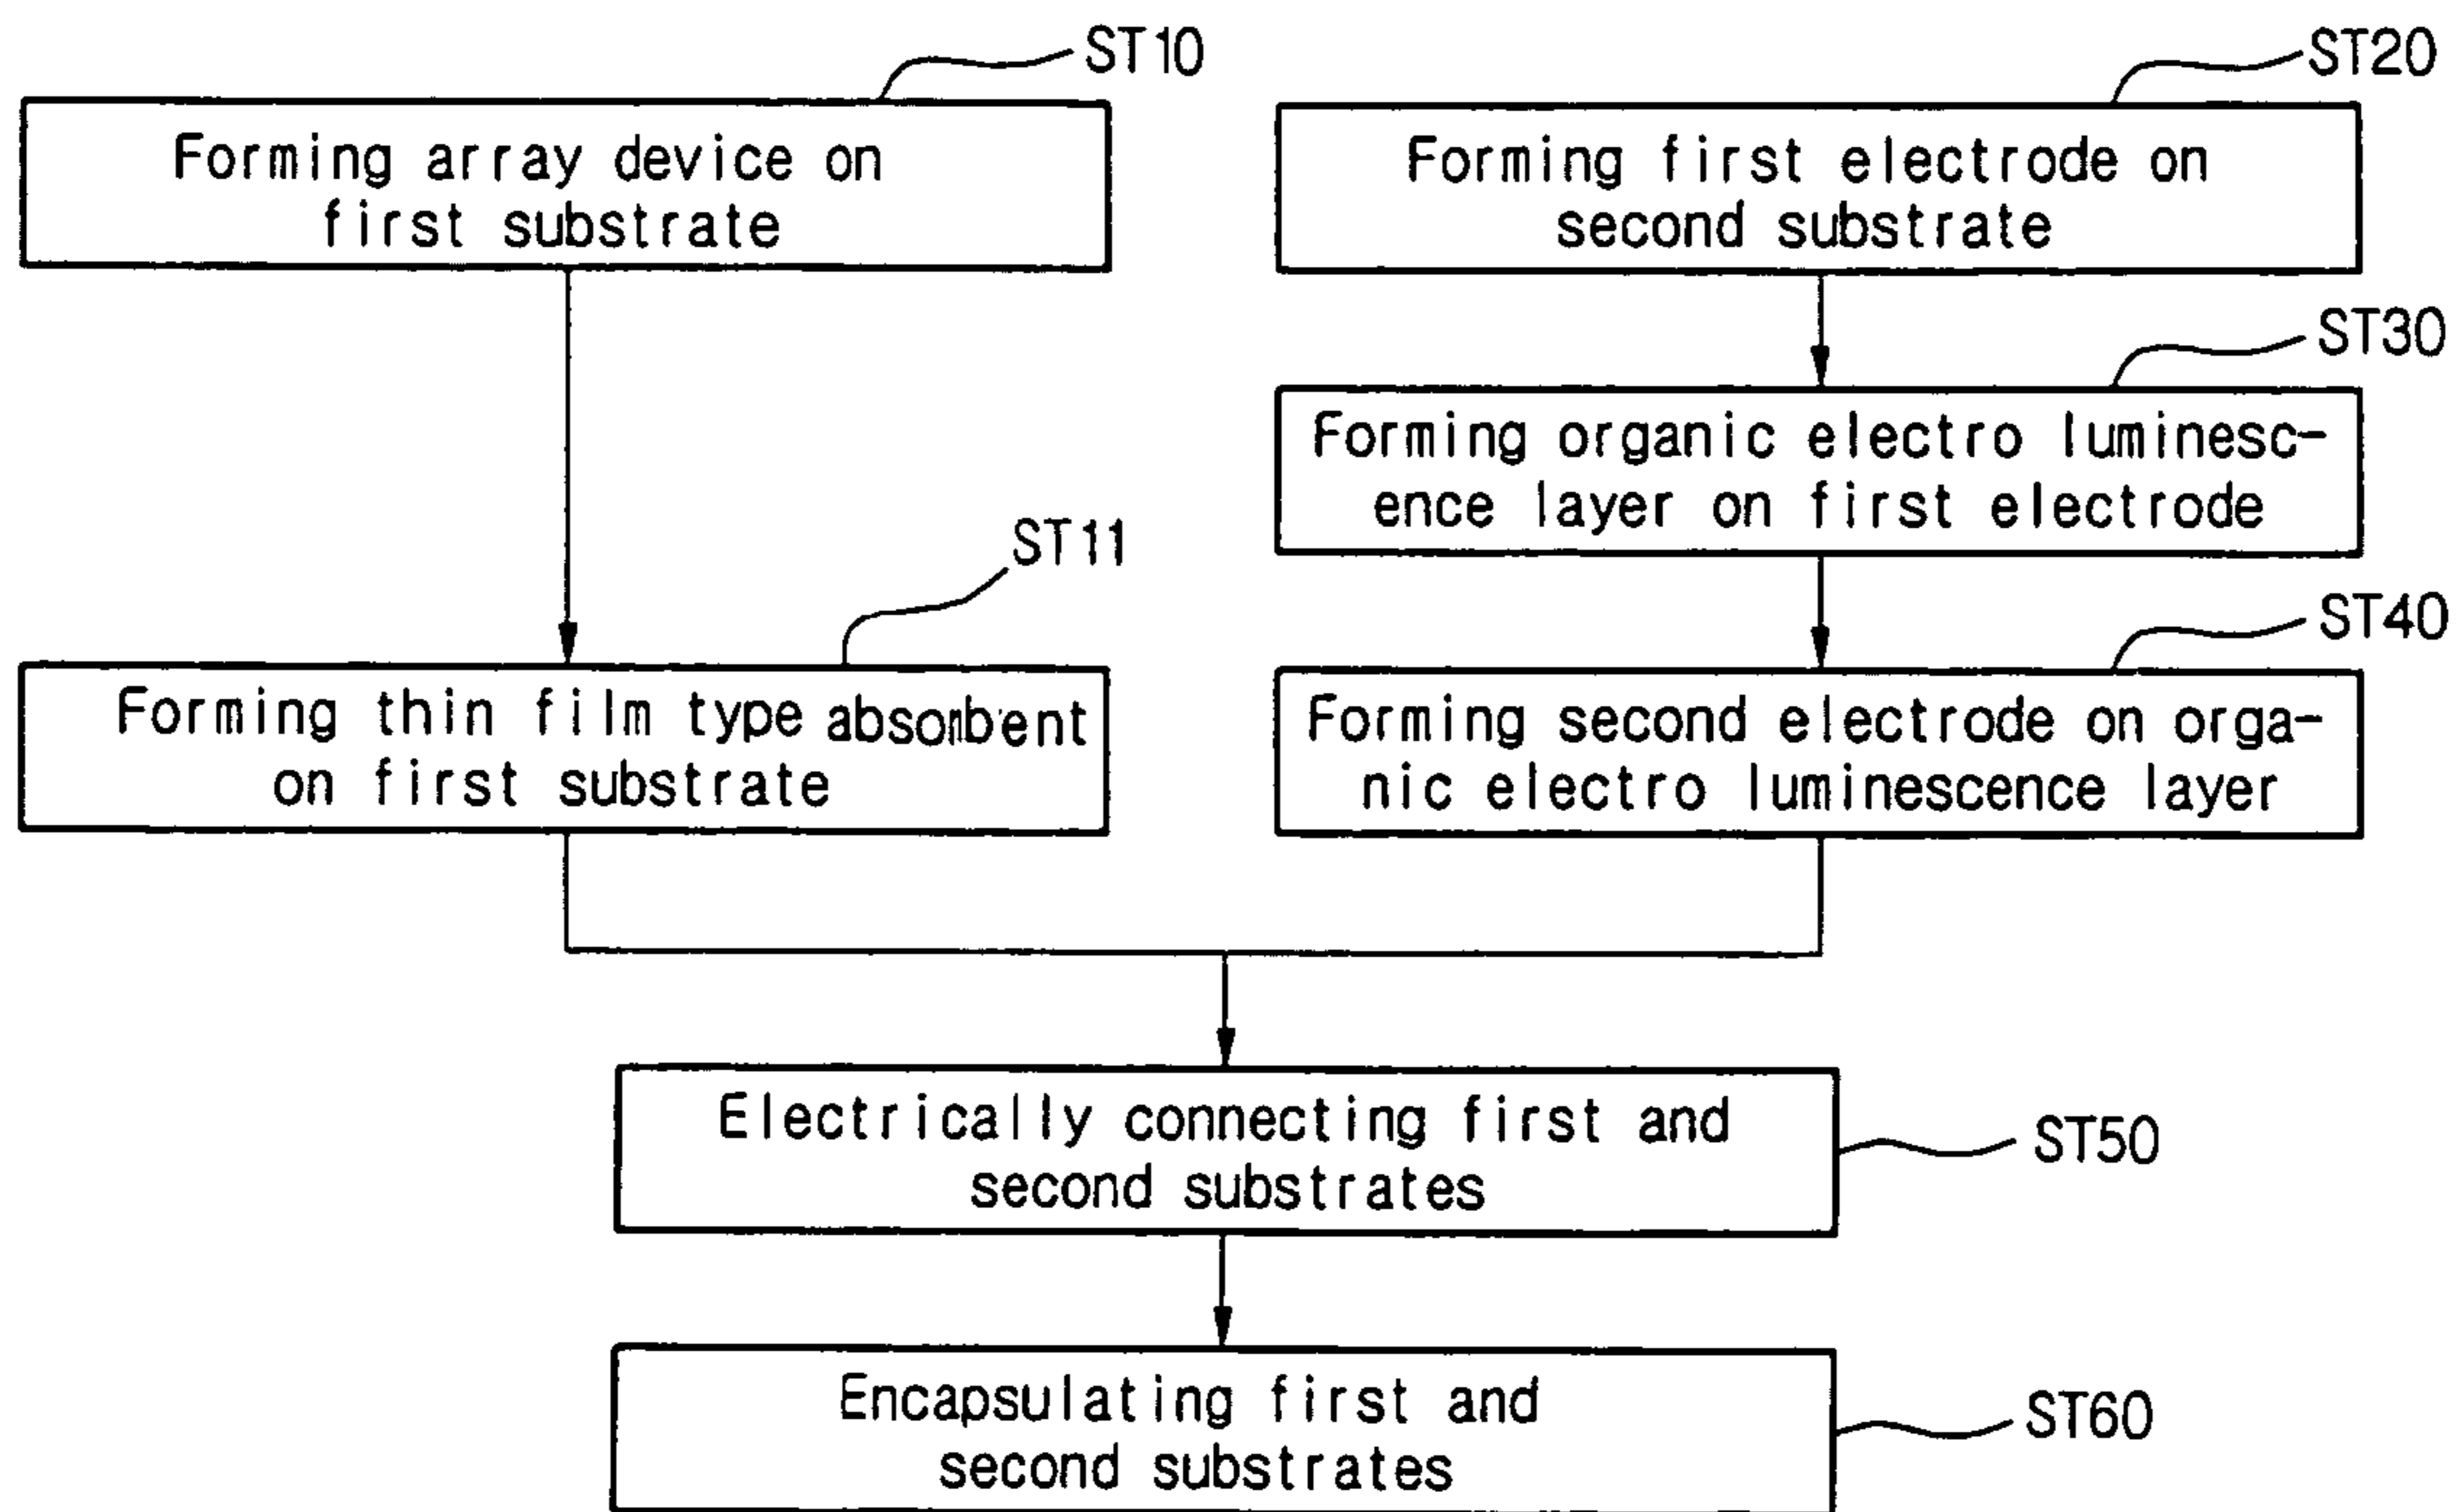 ST10
Forming array device on
first substrate
ST20
Forming first electrode on
second substrate
ST30
Forming organic electro luminesc-
ence layer on first electrode
ST11
Forming thin film type absorbent
on first substrate
ST40
Forming second electrode on orga-
nic electro luminescence layer
Electrically connecting first and
second substrates
ST50
Encapsulating first and
second substrates
ST60